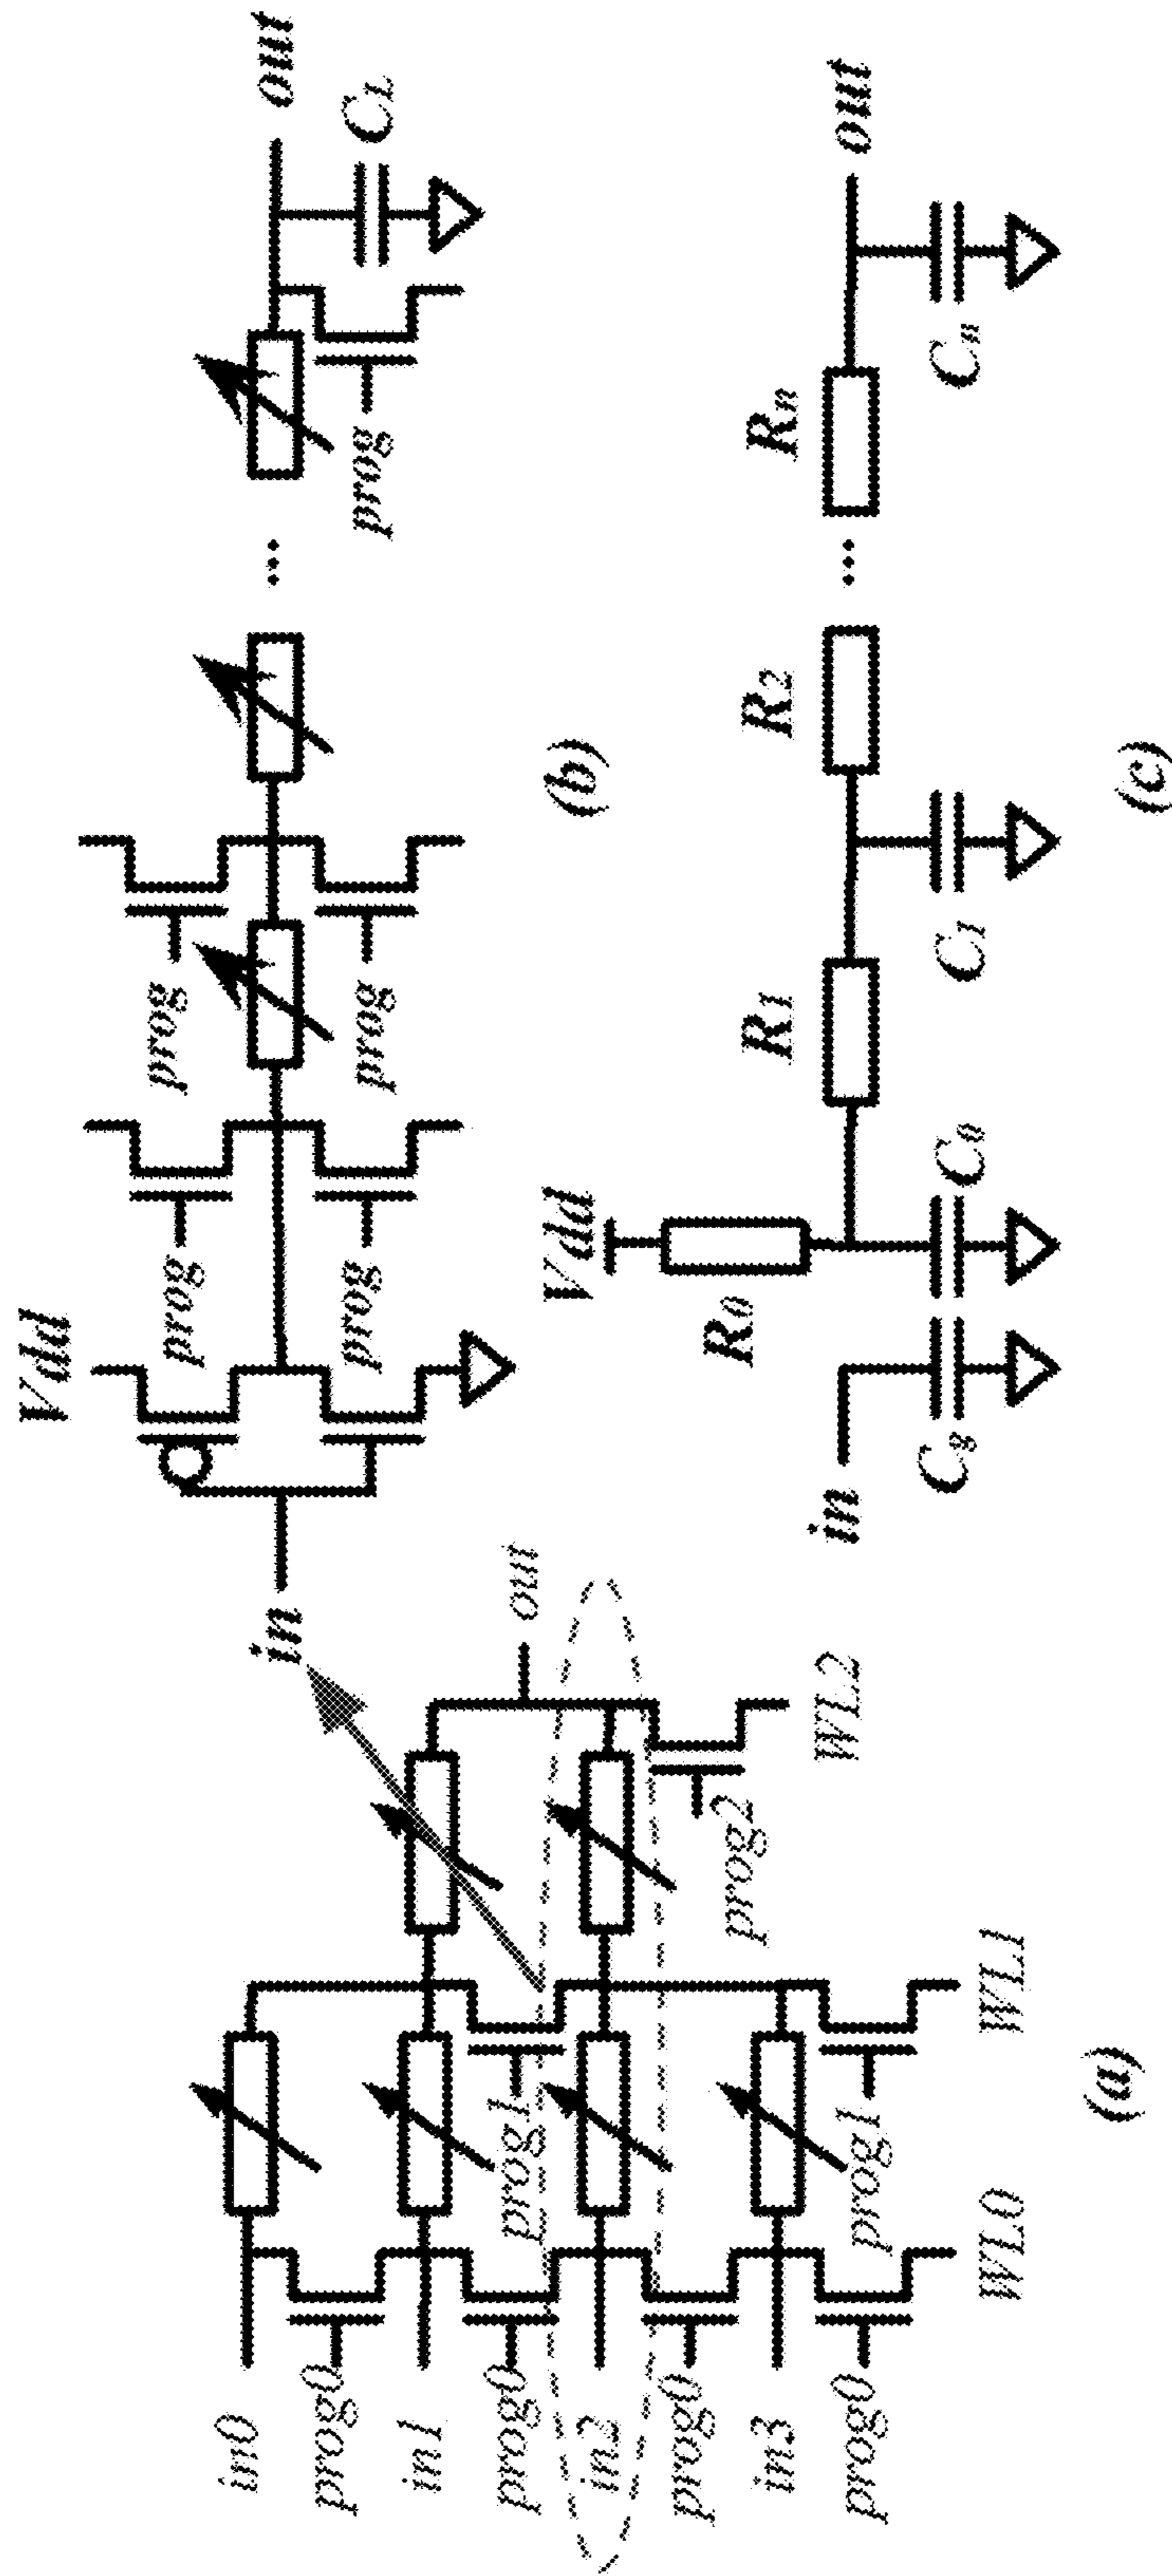 in0
prog0
in1
prog0
in2
prog0
in3
prog0
WL0
prog1
prog1
WL1
prog2
WL2
out
(a)
Vdd
in
prog
prog
prog
prog
prog
out
CL
(b)
Vdd
in
Cg
R0
C0
R1
C1
R2
Rn
Cn
out
(c)
...
...